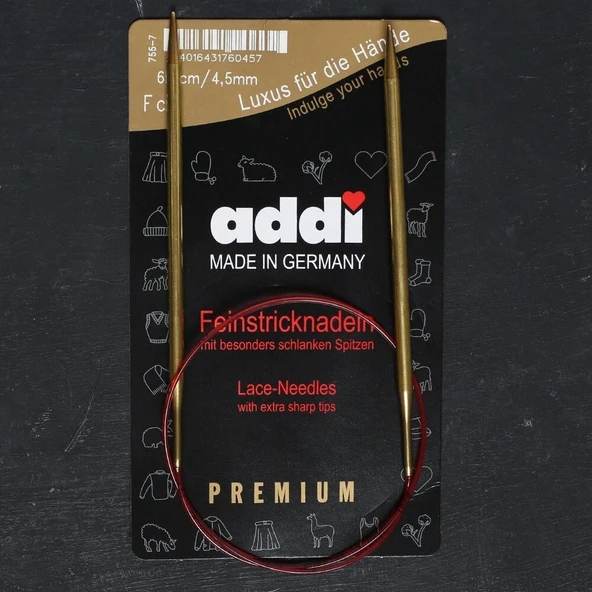 755-7
4016431760457
cm/4,5mm
Luxus für die Hände
Indulge your hands
addi
MADE IN GERMANY
Feinstricknadeln
mit besonders schlanken Spitzen
Lace-Needles
with extra sharp tips
PREMIUM